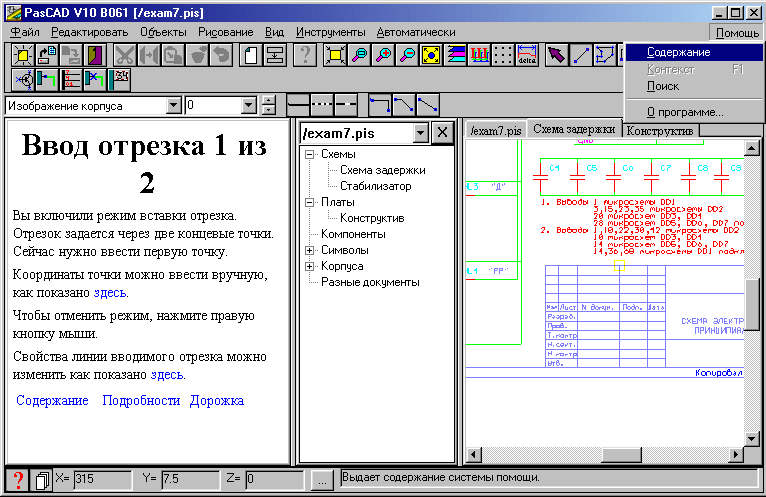 PasCAD V10 B061 [/exam7.pis]
Файл Редактировать Объекты Рисование Вид Инструменты Автоматически Помощь
Содержание
Контекст F1
Поиск
О программе...
delta
Изображение корпуса 0
Ввод отрезка 1 из
2
Вы включили режим вставки отрезка.
Отрезок задается через две концевые точки.
Сейчас нужно ввести первую точку.
Координаты точки можно ввести вручную,
как показано здесь.
Чтобы отменить режим, нажмите правую
кнопку мыши.
Свойства линии вводимого отрезка можно
изменить как показано здесь.
Содержание Подробности Дорожка
/exam7.pis
Схемы
Схема задержки
Стабилизатор
Платы
Конструктив
Компоненты
Символы
Корпуса
Разные документы
/exam7.pis Схема задержки Конструктив
GND
C4 C5 C6 C7 C8 C9
"Д"
"РР"
1. Выводы 1 микросхемы DD1
3,15,23,35 микросхемы DD2
20 микросхем DD3, DD4
28 микросхем DD5, DD6, DD7 по
2. Выводы 1,10,22,30,42 микросхемы DD2
10 микросхем DD3, DD4
14 микросхем DD5, DD6, DD7
14,36,68 микросхемы DD1 подкл
Изм Лист N докум. Подп. Дата
Разраб.
Пров.
Т.контр
Н.контр
Утв.
СХЕМА ЭЛЕКТР
ПРИНЦИПИАЛ
Копировал
X= 315 Y= 7.5 Z= 0 ... Выдает содержание системы помощи.